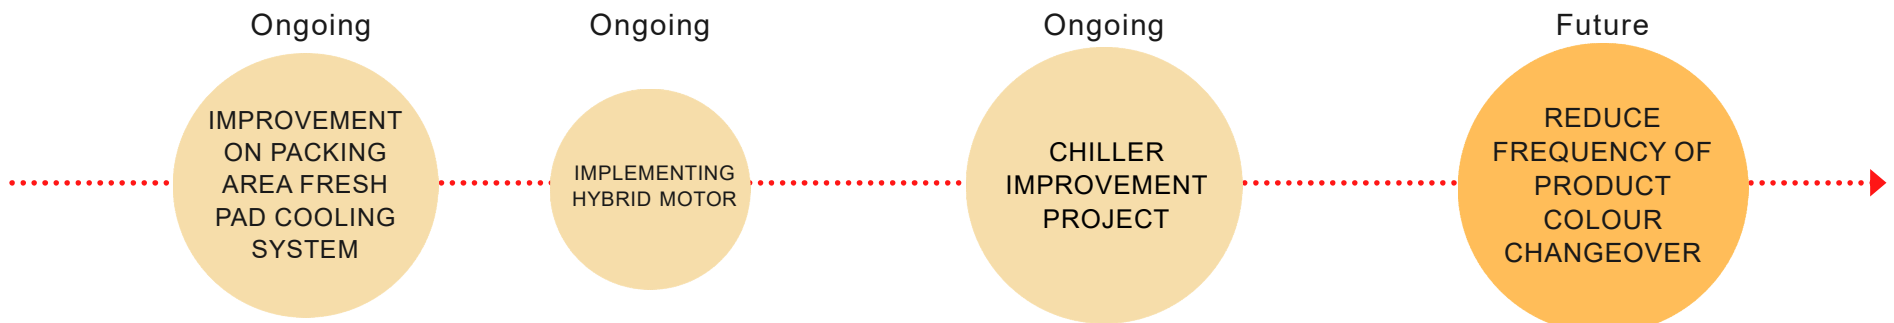 Ongoing
IMPROVEMENT
ON PACKING
AREA FRESH
PAD COOLING
SYSTEM
Ongoing
IMPLEMENTING
HYBRID MOTOR
Ongoing
CHILLER
IMPROVEMENT
PROJECT
Future
REDUCE
FREQUENCY OF
PRODUCT
COLOUR
CHANGEOVER